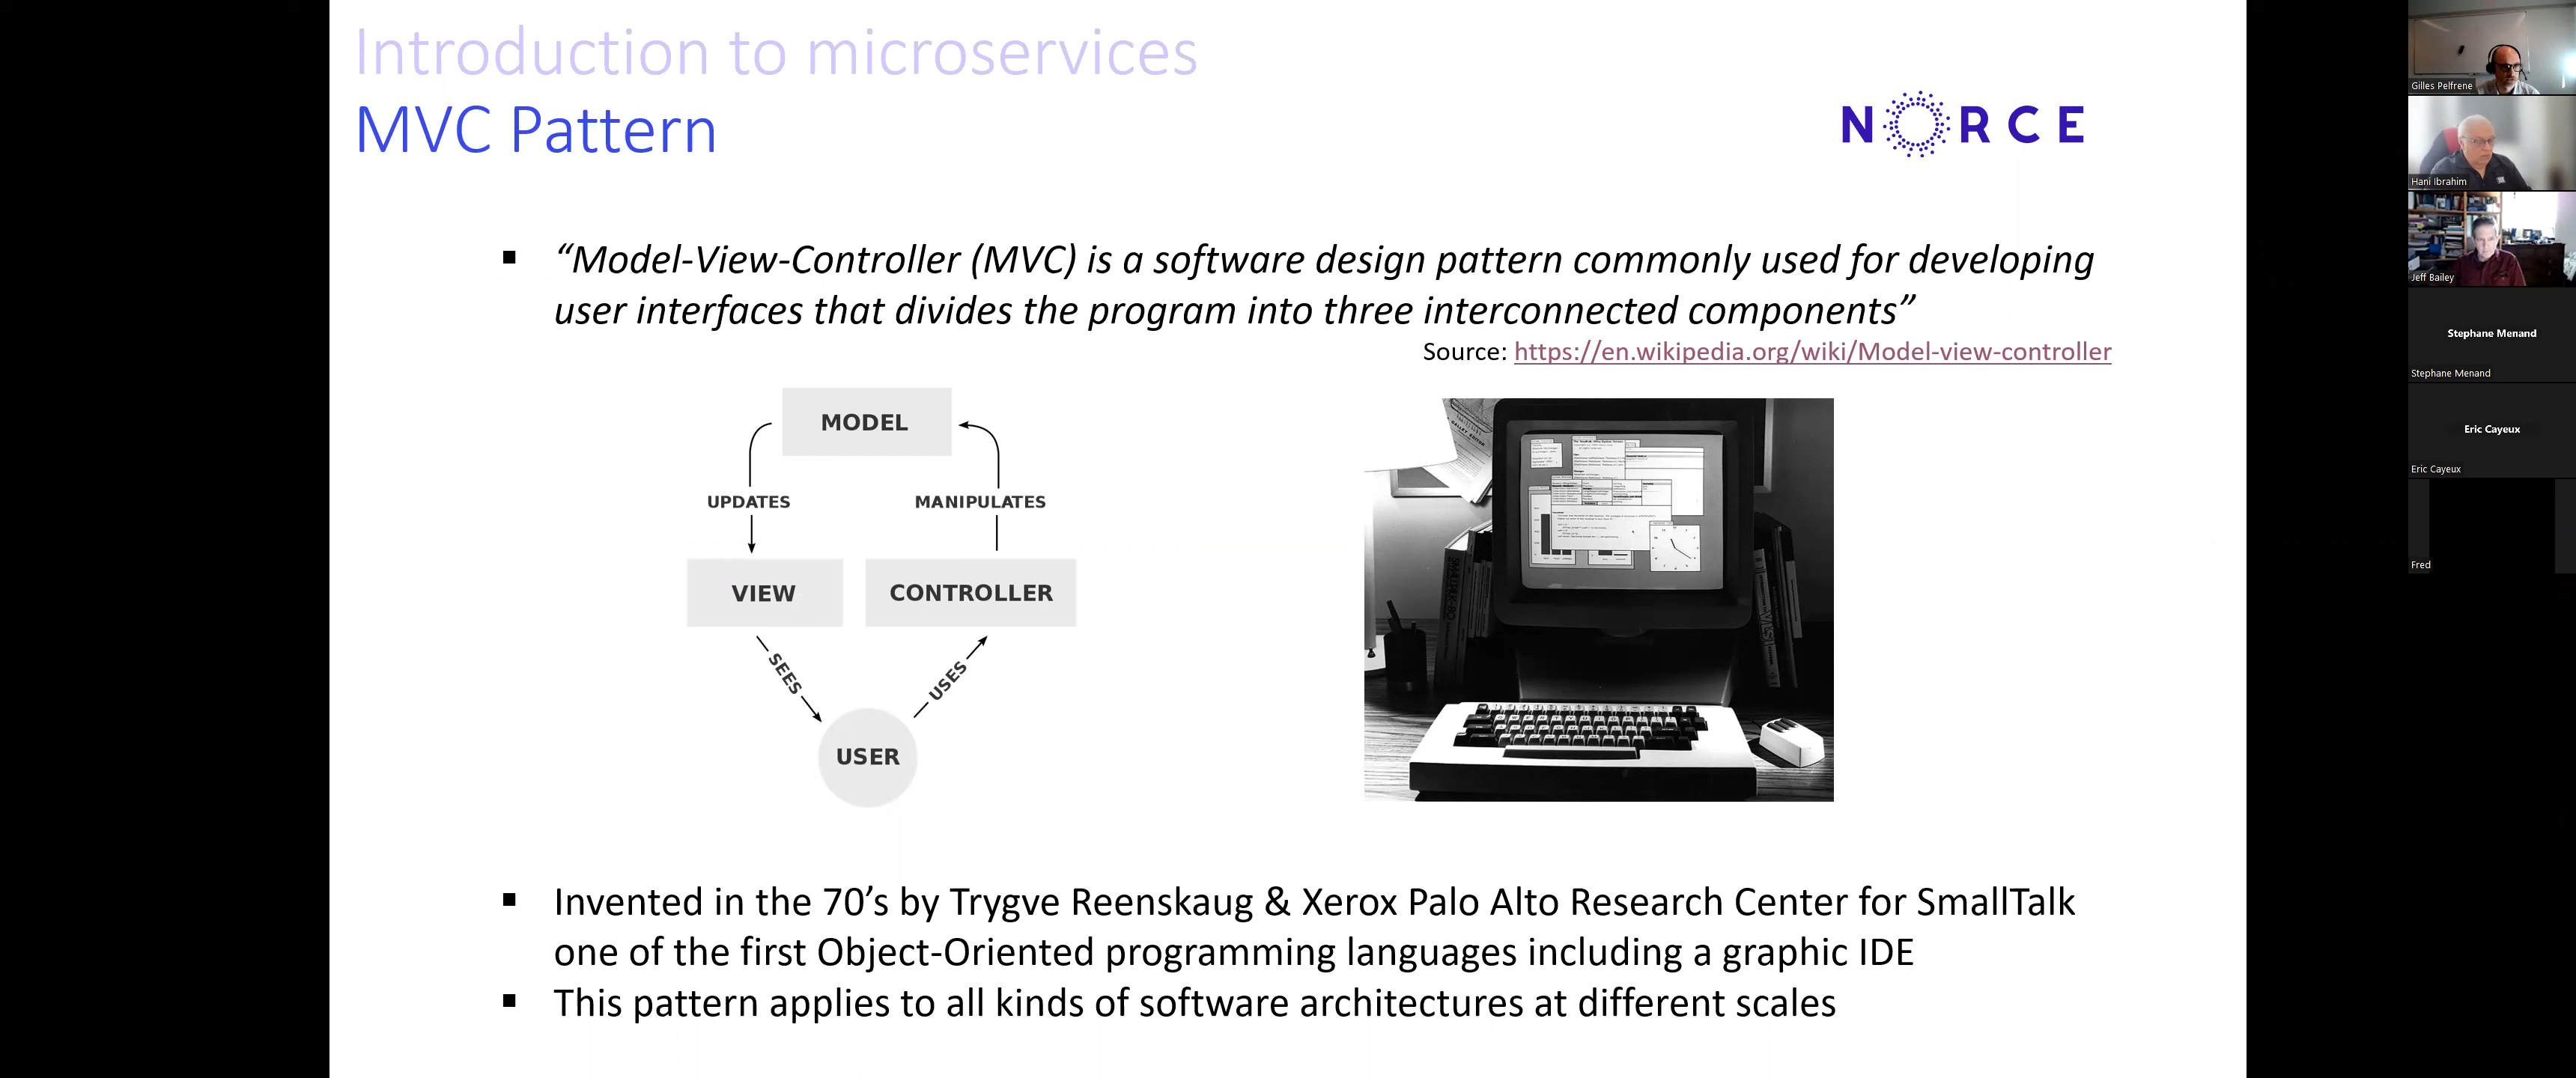 Introduction to microservices
MVC Pattern
NORCE
▪ “Model-View-Controller (MVC) is a software design pattern commonly used for developing
user interfaces that divides the program into three interconnected components”
Source: https://en.wikipedia.org/wiki/Model-view-controller
MODEL
UPDATES
MANIPULATES
VIEW
CONTROLLER
SEES
USES
USER
▪ Invented in the 70’s by Trygve Reenskaug & Xerox Palo Alto Research Center for SmallTalk
one of the first Object-Oriented programming languages including a graphic IDE
▪ This pattern applies to all kinds of software architectures at different scales
Gilles Pelfrene
Hani Ibrahim
Jeff Bailey
Stephane Menand
Stephane Menand
Eric Cayeux
Eric Cayeux
Fred